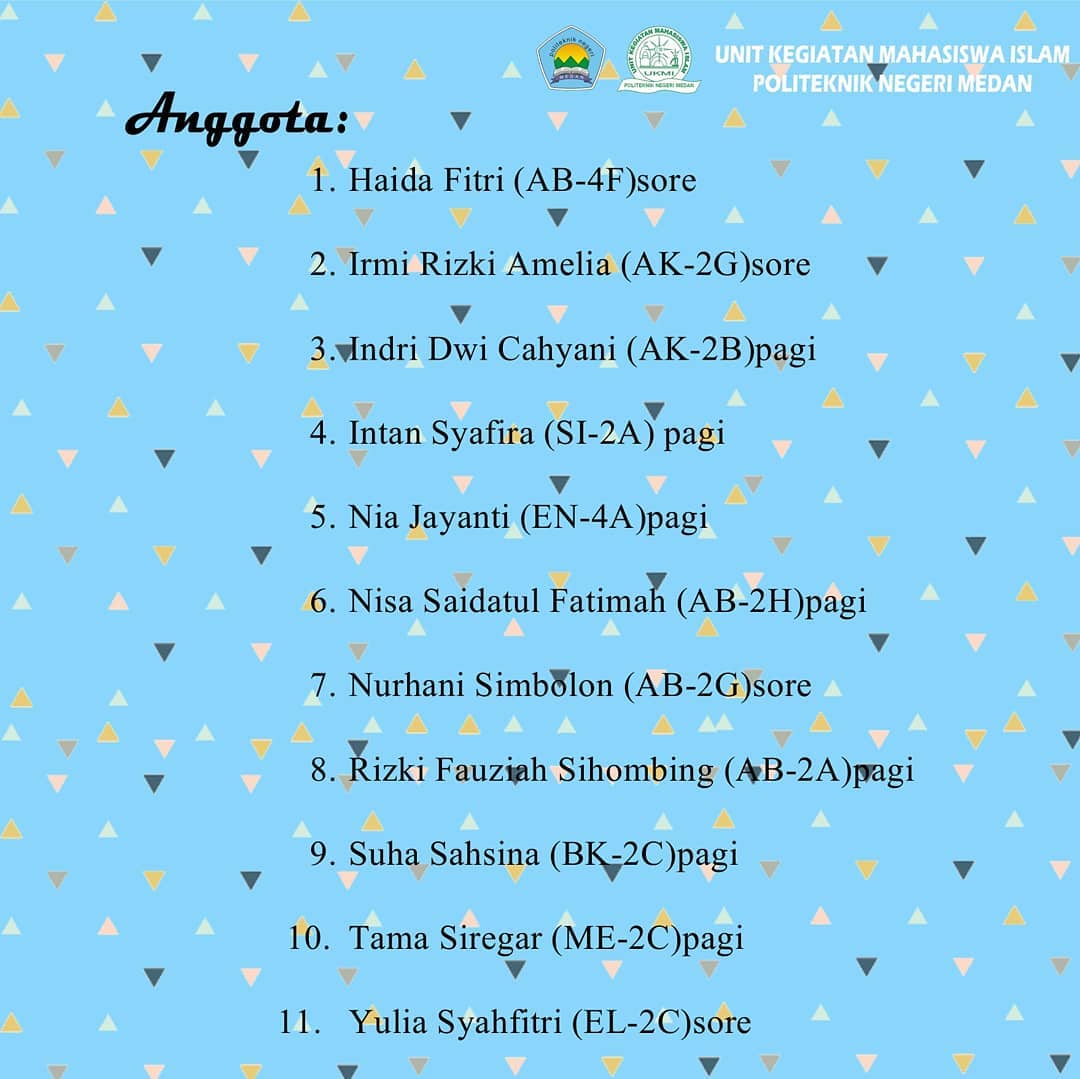 politeknik negeri
MEDAN
UNIT KEGIATAN MAHASISWA ISLAM
UKMI
POLITEKNIK NEGERI MEDAN
UNIT KEGIATAN MAHASISWA ISLAM
POLITEKNIK NEGERI MEDAN
Anggota:
1. Haida Fitri (AB-4F)sore
2. Irmi Rizki Amelia (AK-2G)sore
3. Indri Dwi Cahyani (AK-2B)pagi
4. Intan Syafira (SI-2A) pagi
5. Nia Jayanti (EN-4A)pagi
6. Nisa Saidatul Fatimah (AB-2H)pagi
7. Nurhani Simbolon (AB-2G)sore
8. Rizki Fauziah Sihombing (AB-2A)pagi
9. Suha Sahsina (BK-2C)pagi
10. Tama Siregar (ME-2C)pagi
11. Yulia Syahfitri (EL-2C)sore